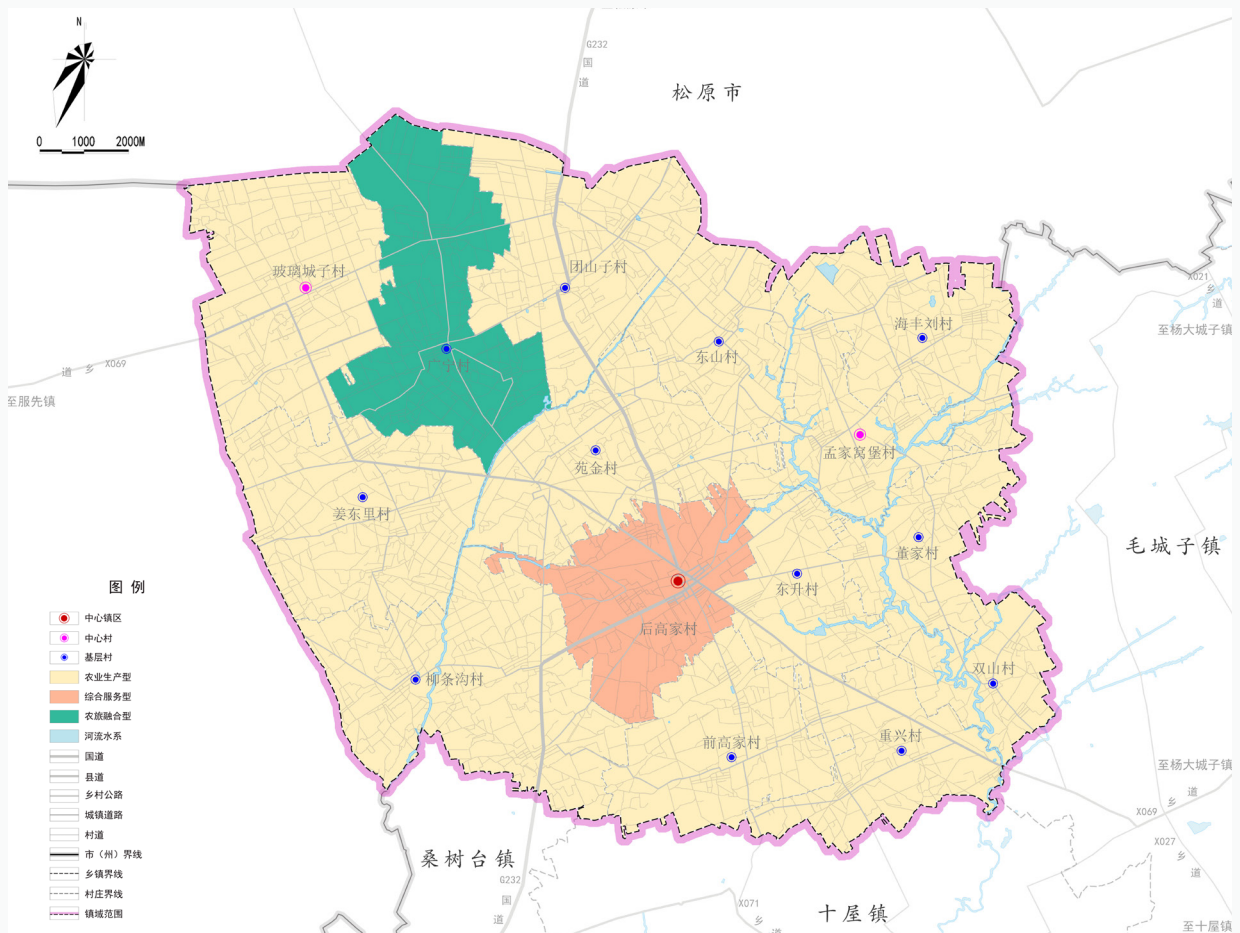 N
0 1000 2000M
G232
国
道
松原市
玻璃城子村
团山子村
海丰刘村
东山村
X021
乡
道
至杨大城子镇
道 乡 X069
至服先镇
孟家窝堡村
苑金村
姜东里村
董家村
毛城子镇
东升村
后高家村
双山村
柳条沟村
前高家村
重兴村
至杨大城子镇
X069
乡
道
X027
乡
道
桑树台镇
G232
国
道
X071
乡
道
十屋镇
至十屋镇
图 例
中心镇区
中心村
基层村
农业生产型
综合服务型
农旅融合型
河流水系
国道
县道
乡村公路
城镇道路
村道
市（州）界线
乡镇界线
村庄界线
镇域范围